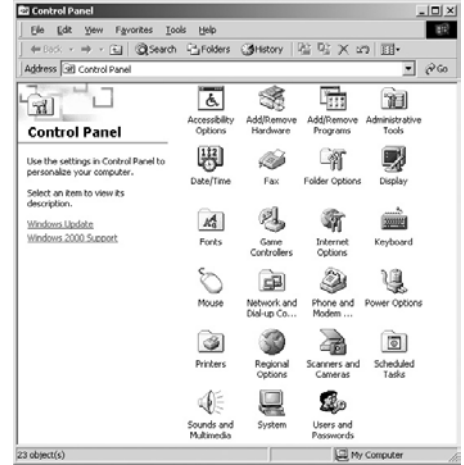 Control Panel
File Edit View Favorites Tools Help
Back Search Folders History
Address Control Panel Go
Control Panel
Use the settings in Control Panel to
personalize your computer.
Select an item to view its
description.
Windows Update
Windows 2000 Support
Accessibility
Options
Add/Remove
Hardware
Add/Remove
Programs
Administrative
Tools
Date/Time
Fax
Folder Options
Display
Fonts
Game
Controllers
Internet
Options
Keyboard
Mouse
Network and
Dial-up Co...
Phone and
Modem ...
Power Options
Printers
Regional
Options
Scanners and
Cameras
Scheduled
Tasks
Sounds and
Multimedia
System
Users and
Passwords
23 object(s) My Computer